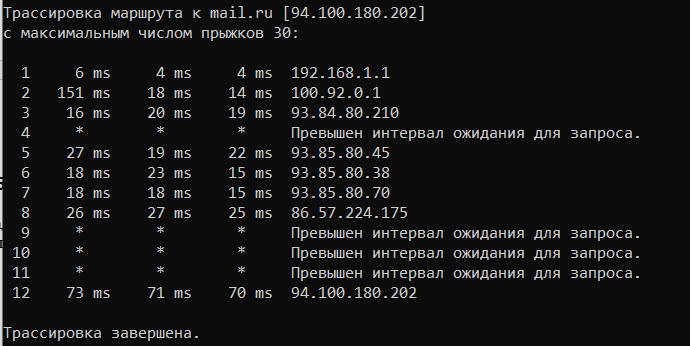 Трассировка маршрута к mail.ru [94.100.180.202]
с максимальным числом прыжков 30:
1 6 ms 4 ms 4 ms 192.168.1.1
2 151 ms 18 ms 14 ms 100.92.0.1
3 16 ms 20 ms 19 ms 93.84.80.210
4 * * * Превышен интервал ожидания для запроса.
5 27 ms 19 ms 22 ms 93.85.80.45
6 18 ms 23 ms 15 ms 93.85.80.38
7 18 ms 18 ms 15 ms 93.85.80.70
8 26 ms 27 ms 25 ms 86.57.224.175
9 * * * Превышен интервал ожидания для запроса.
10 * * * Превышен интервал ожидания для запроса.
11 * * * Превышен интервал ожидания для запроса.
12 73 ms 71 ms 70 ms 94.100.180.202
Трассировка завершена.